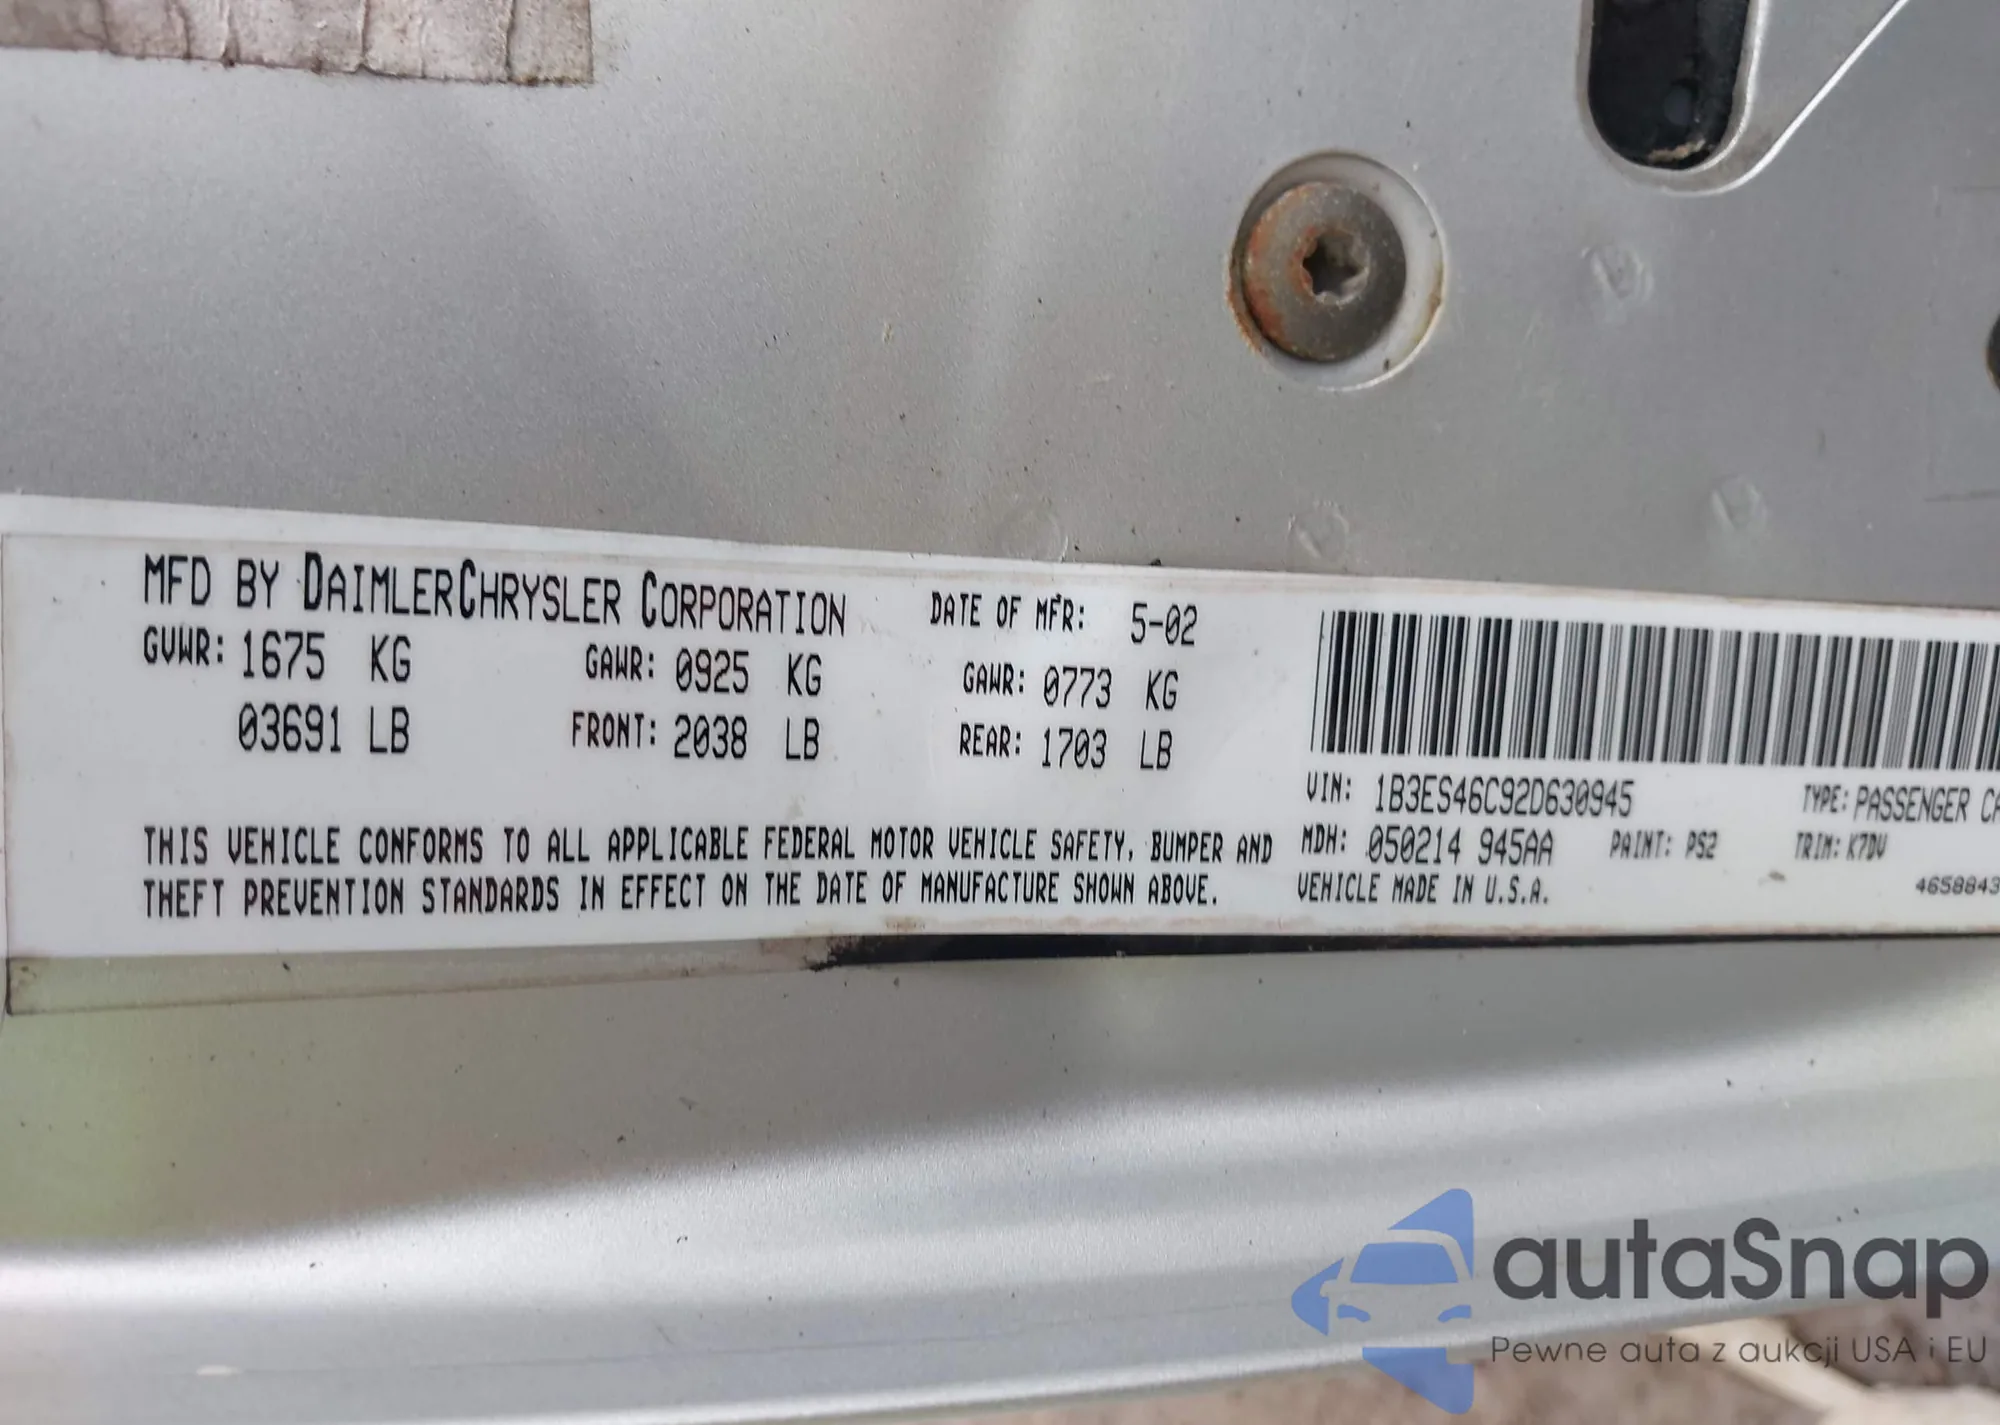 MFD BY DAIMLERCHRYSLER CORPORATION DATE OF MFR: 5-02
GVWR: 1675 KG GAWR: 0925 KG GAWR: 0773 KG
03691 LB FRONT: 2038 LB REAR: 1703 LB
THIS VEHICLE CONFORMS TO ALL APPLICABLE FEDERAL MOTOR VEHICLE SAFETY, BUMPER AND
THEFT PREVENTION STANDARDS IN EFFECT ON THE DATE OF MANUFACTURE SHOWN ABOVE.
VIN: 1B3ES46C92D630945 TYPE: PASSENGER CA
MDH: 050214 945AA PAINT: PS2 TRIM: K7DV
VEHICLE MADE IN U.S.A. 4658843
autaSnap
Pewne auta z aukcji USA i EU